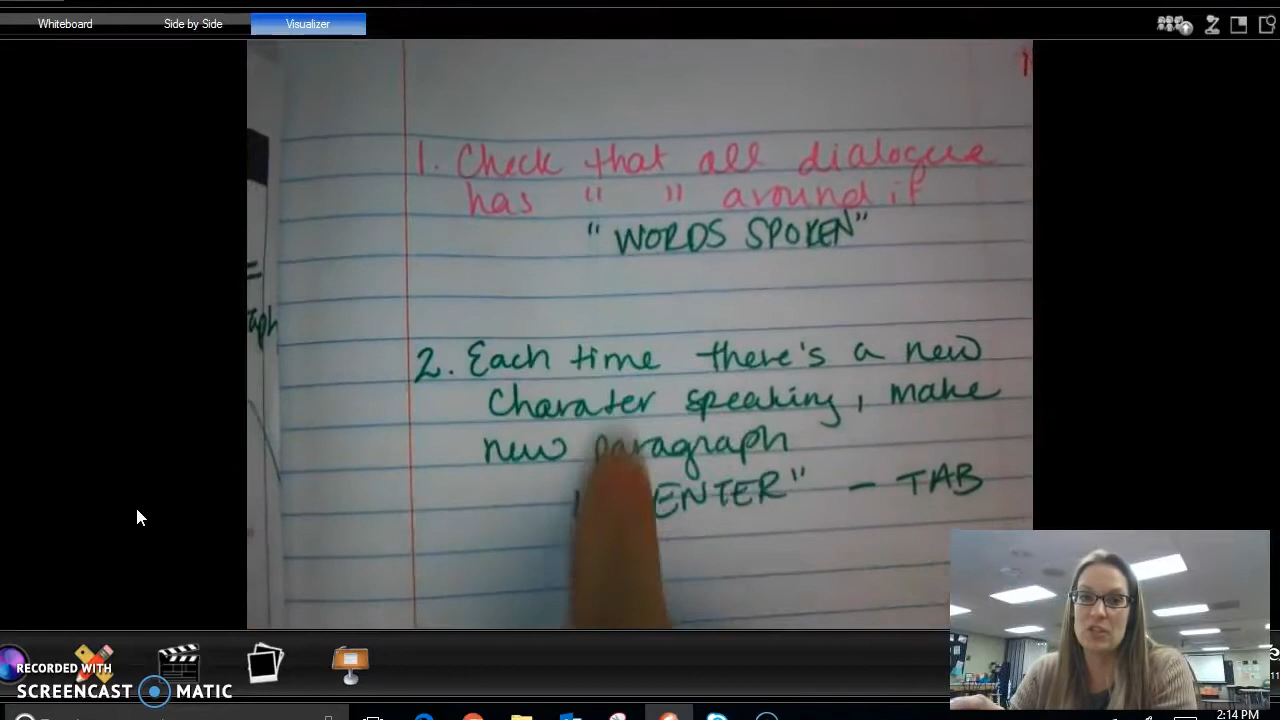 Whiteboard Side by Side Visualizer
1. Check that all dialogue
has " " around it
"WORDS SPOKEN"
2. Each time there's a new
Charater speaking, make
new paragraph
ENTER" - TAB
RECORDED WITH
SCREENCAST MATIC
2:14 PM